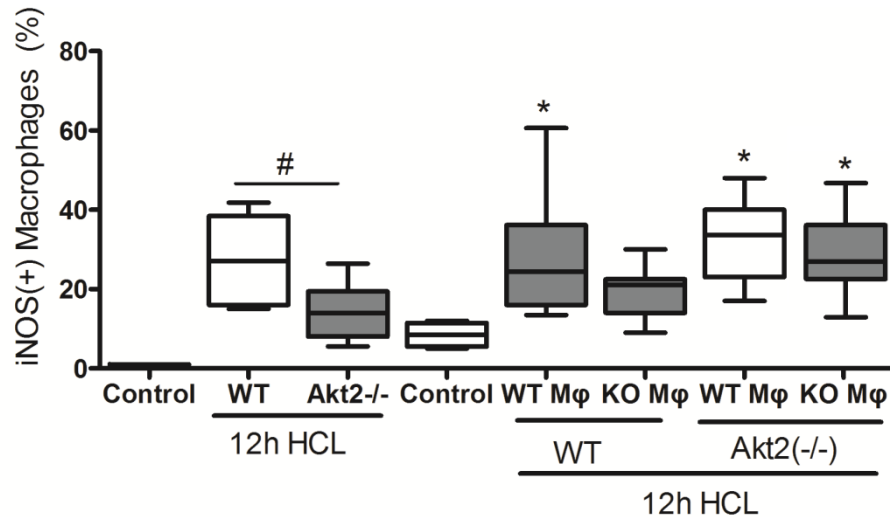 iNOS(+) Macrophages (%)
80
60
40
20
0
#
*
*
*
Control WT Akt2-/- Control WT Mφ KO Mφ WT Mφ KO Mφ
12h HCL
WT Akt2(-/-)
12h HCL